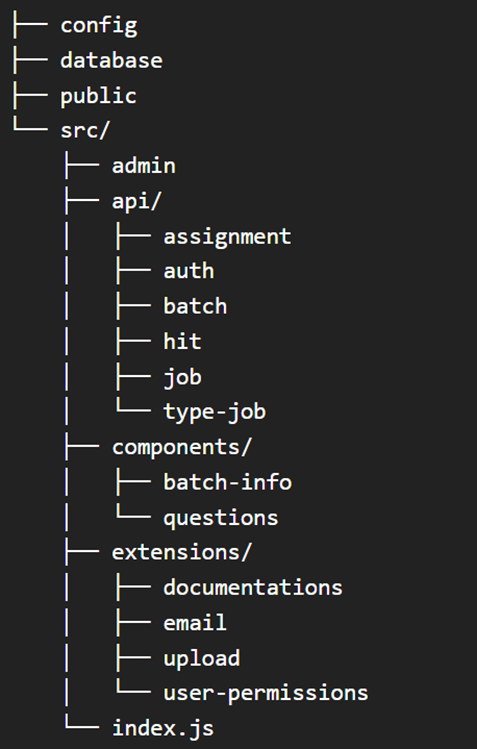 ├── config
├── database
├── public
└── src/
    ├── admin
    ├── api/
    │   ├── assignment
    │   ├── auth
    │   ├── batch
    │   ├── hit
    │   ├── job
    │   └── type-job
    ├── components/
    │   ├── batch-info
    │   └── questions
    ├── extensions/
    │   ├── documentations
    │   ├── email
    │   ├── upload
    │   └── user-permissions
    └── index.js